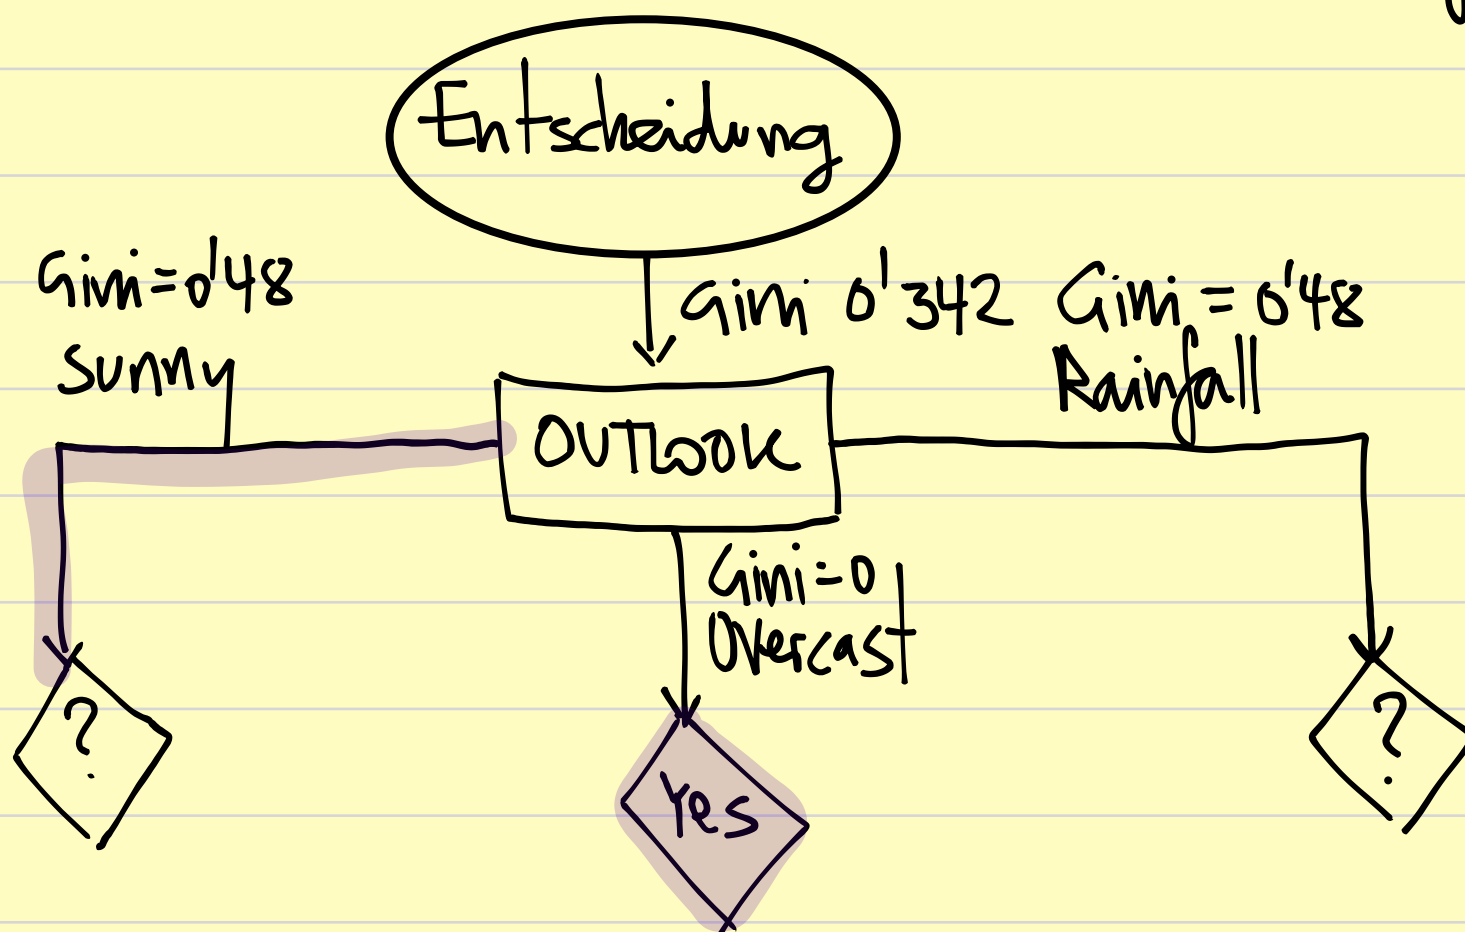 Entscheidung
Gini=0'48
Sunny
Gini 0'342
Gini = 0'48
Rainfall
OUTLOOK
Gini=0
Overcast
?
Yes
?